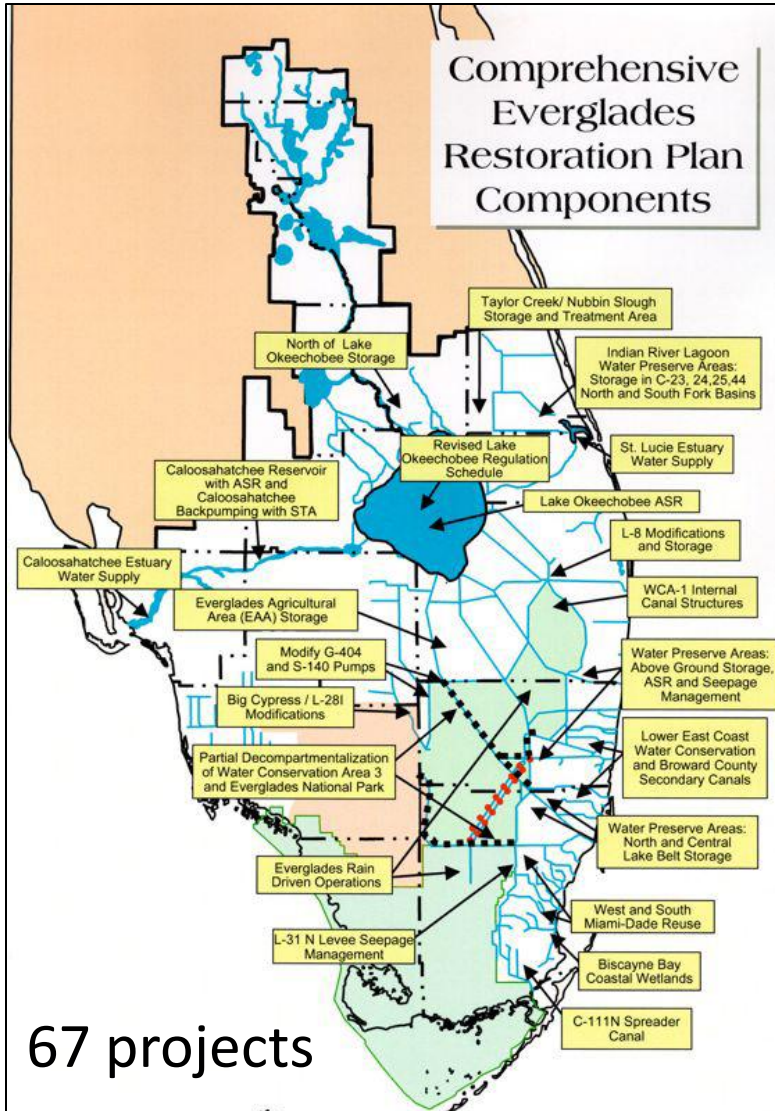 Comprehensive
Everglades
Restoration Plan
Components
Taylor Creek/ Nubbin Slough
Storage and Treatment Area
North of Lake
Okeechobee Storage
Indian River Lagoon
Water Preserve Areas:
Storage in C-23, 24,25,44
North and South Fork Basins
Revised Lake
Okeechobee Regulation
Schedule
St. Lucie Estuary
Water Supply
Caloosahatchee Reservoir
with ASR and
Caloosahatchee
Backpumping with STA
Lake Okeechobee ASR
L-8 Modifications
and Storage
Caloosahatchee Estuary
Water Supply
WCA-1 Internal
Canal Structures
Everglades Agricultural
Area (EAA) Storage
Modify G-404
and S-140 Pumps
Water Preserve Areas:
Above Ground Storage,
ASR and Seepage
Management
Big Cypress / L-28I
Modifications
Lower East Coast
Water Conservation
and Broward County
Secondary Canals
Partial Decompartmentalization
of Water Conservation Area 3
and Everglades National Park
Water Preserve Areas:
North and Central
Lake Belt Storage
Everglades Rain
Driven Operations
West and South
Miami-Dade Reuse
L-31 N Levee Seepage
Management
Biscayne Bay
Coastal Wetlands
C-111N Spreader
Canal
67 projects